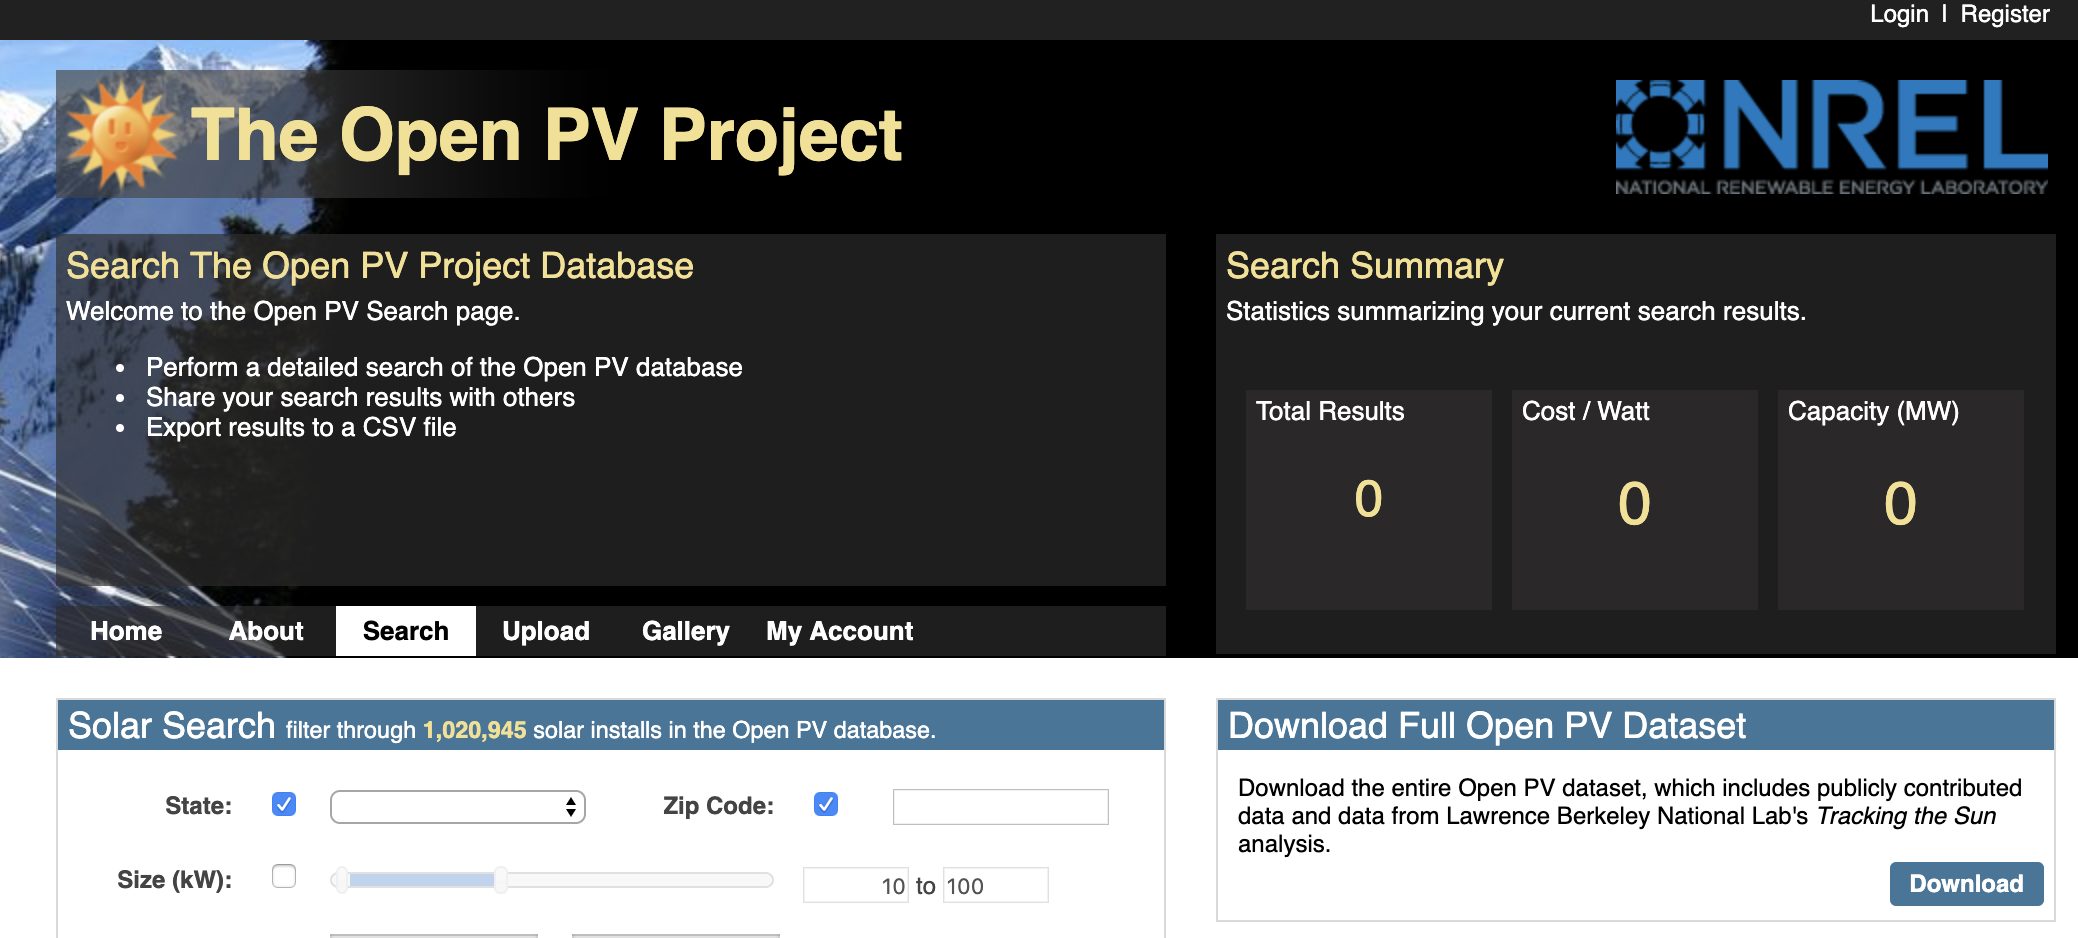 Login | Register
The Open PV Project
NREL
NATIONAL RENEWABLE ENERGY LABORATORY
Search The Open PV Project Database
Welcome to the Open PV Search page.
• Perform a detailed search of the Open PV database
• Share your search results with others
• Export results to a CSV file
Search Summary
Statistics summarizing your current search results.
Total Results
0
Cost / Watt
0
Capacity (MW)
0
Home About Search Upload Gallery My Account
Solar Search filter through 1,020,945 solar installs in the Open PV database.
State: Zip Code:
Size (kW): 10 to 100
Download Full Open PV Dataset
Download the entire Open PV dataset, which includes publicly contributed
data and data from Lawrence Berkeley National Lab's Tracking the Sun
analysis.
Download